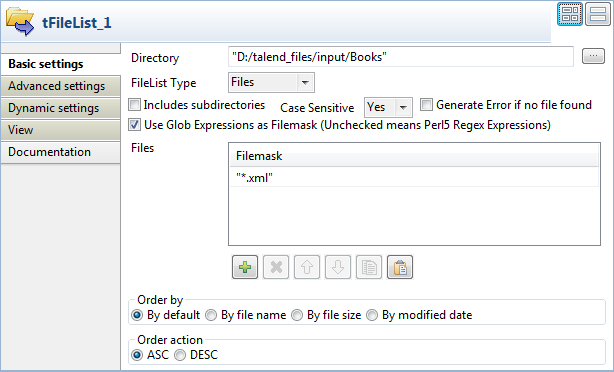 tFileList_1
Basic settings
Advanced settings
Dynamic settings
View
Documentation
Directory "D:/talend_files/input/Books" ...
FileList Type Files
Includes subdirectories Case Sensitive Yes Generate Error if no file found
Use Glob Expressions as Filemask (Unchecked means Perl5 Regex Expressions)
Files
Filemask
"*.xml"
Order by
By default By file name By file size By modified date
Order action
ASC DESC